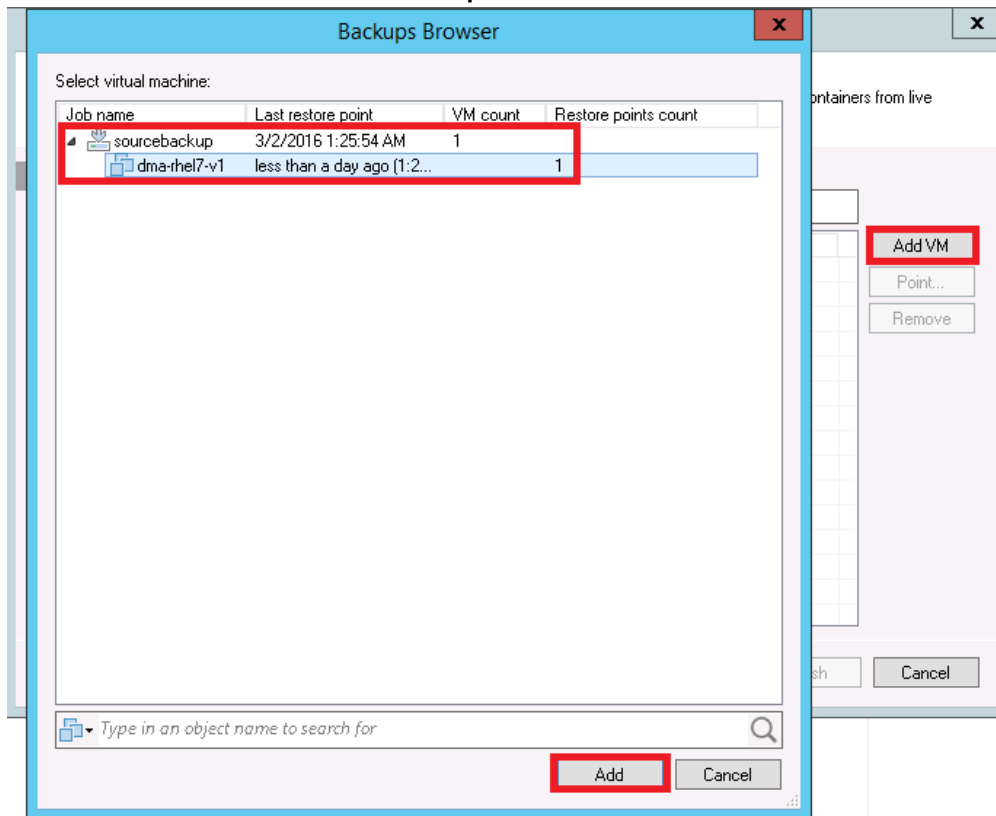 Backups Browser
x
x
Select virtual machine:
ontainers from live
Job name Last restore point VM count Restore points count
sourcebackup 3/2/2016 1:25:54 AM 1
dma-rhel7-v1 less than a day ago (1:2... 1
Add VM
Point...
Remove
sh
Cancel
Type in an object name to search for
Add
Cancel